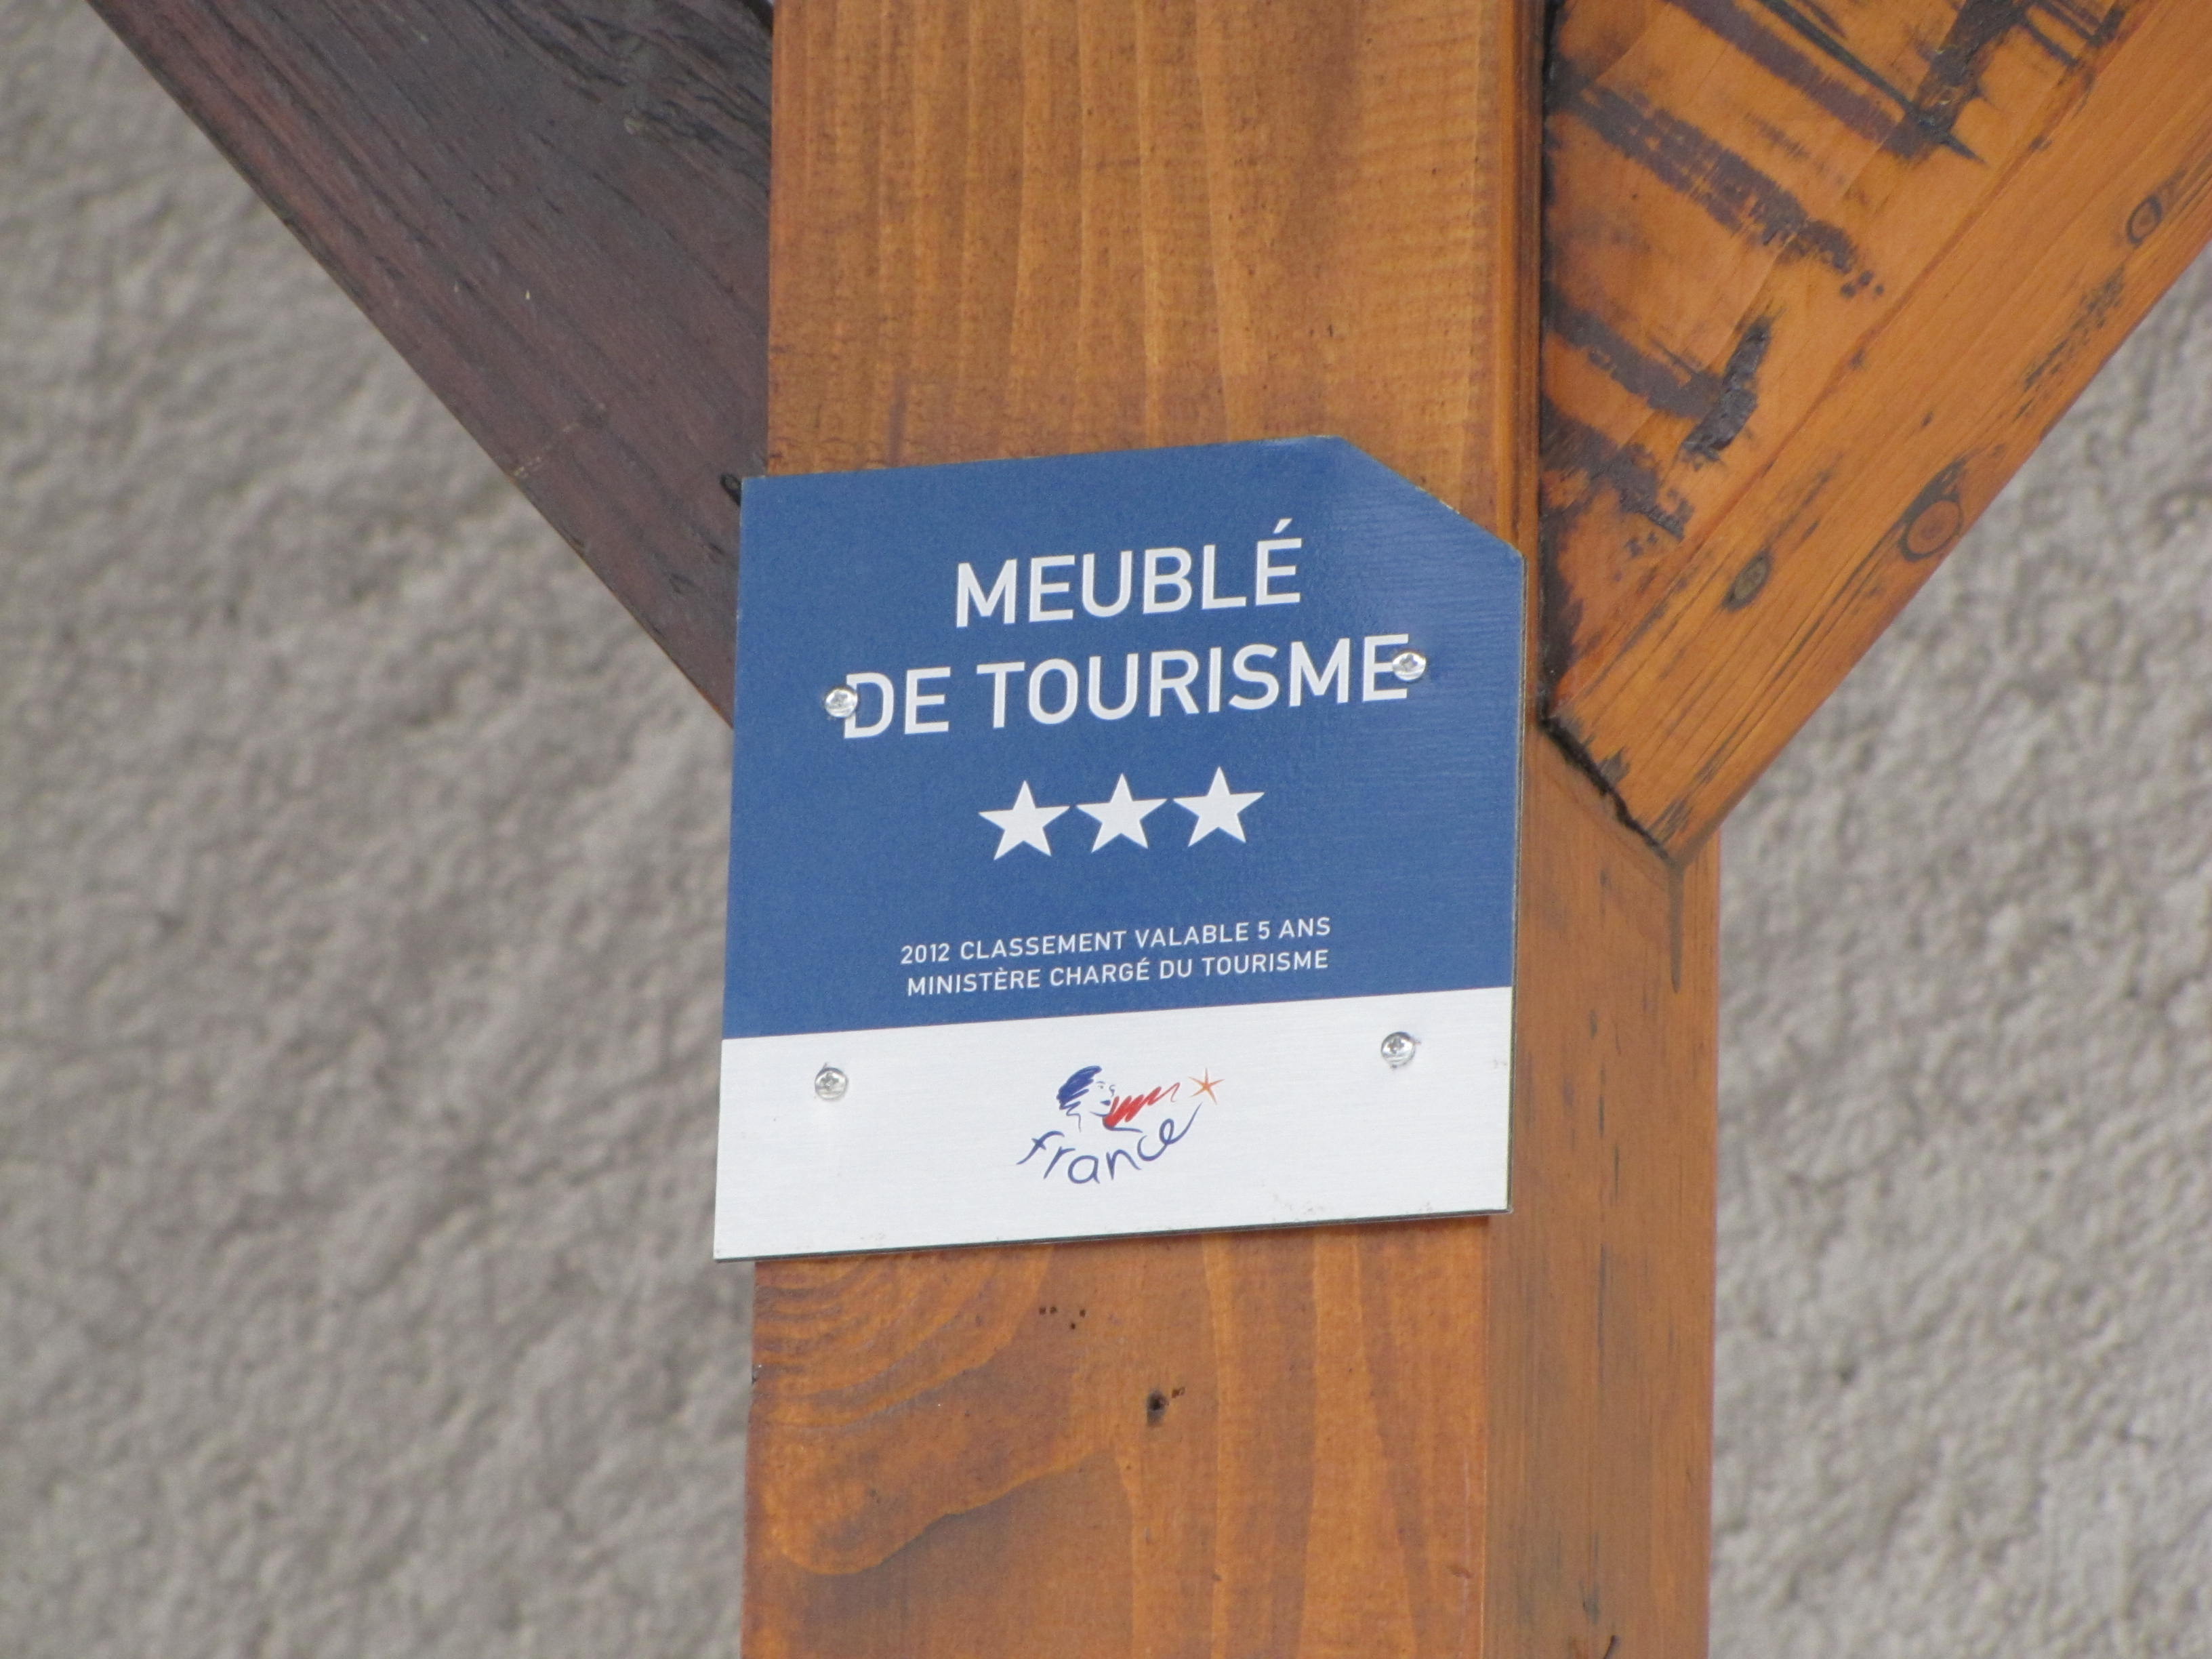 MEUBLÉ
DE TOURISME
2012 CLASSEMENT VALABLE 5 ANS
MINISTÈRE CHARGÉ DU TOURISME
france